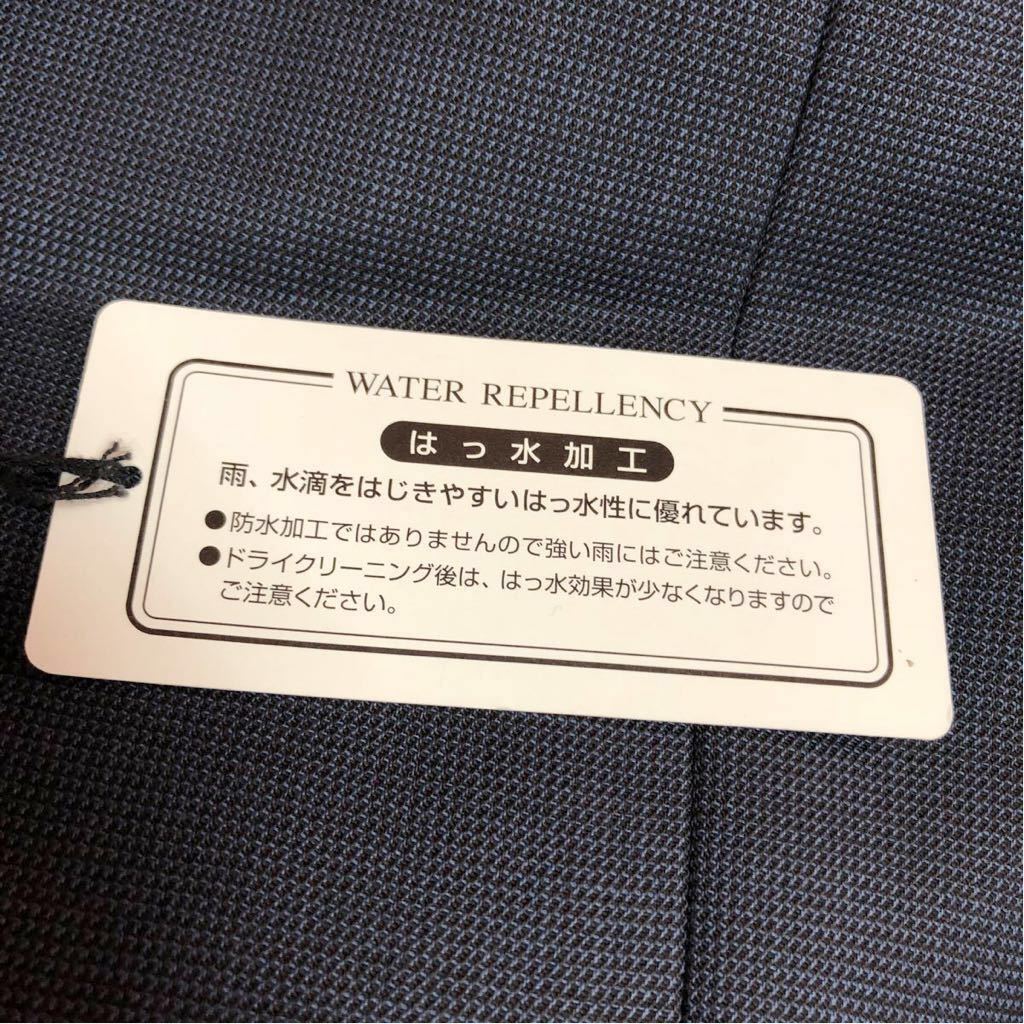 WATER REPELLENCY
はっ水加工
雨、水滴をはじきやすいはっ水性に優れています。
●防水加工ではありませんので強い雨にはご注意ください。
●ドライクリーニング後は、はっ水効果が少なくなりますので
ご注意ください。